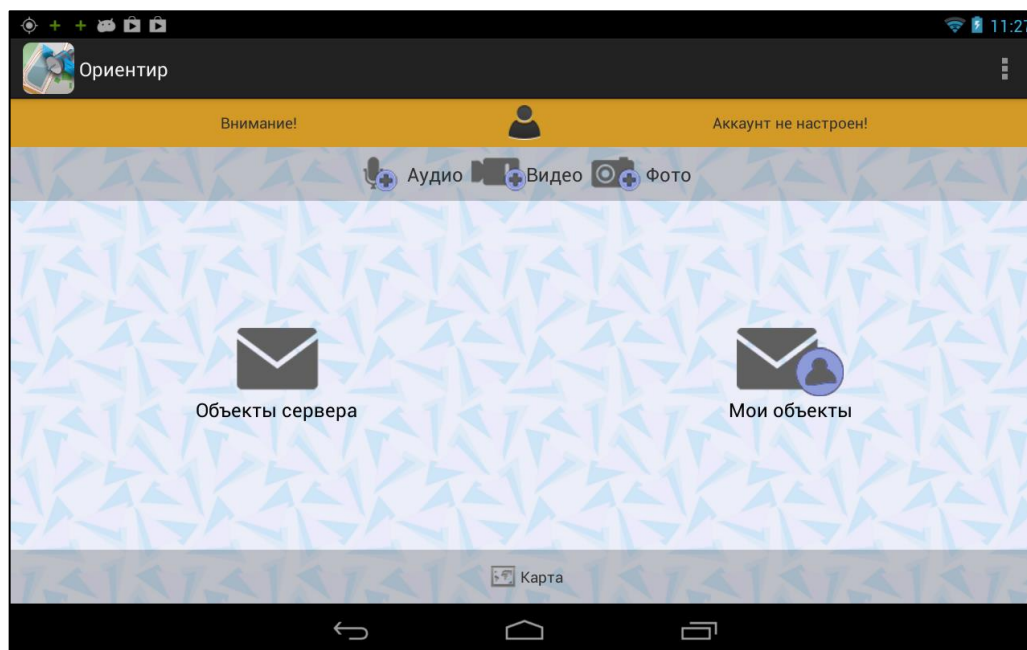 11:27
Ориентир
Внимание! Аккаунт не настроен!
Аудио Видео Фото
Объекты сервера Мои объекты
Карта